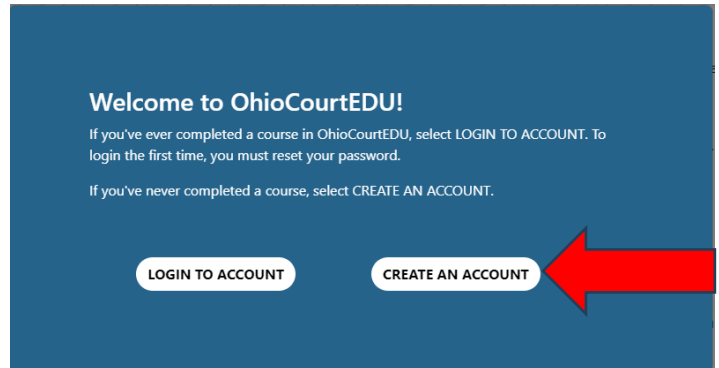 Welcome to OhioCourtEDU!
If you've ever completed a course in OhioCourtEDU, select LOGIN TO ACCOUNT. To
login the first time, you must reset your password.
If you've never completed a course, select CREATE AN ACCOUNT.
LOGIN TO ACCOUNT
CREATE AN ACCOUNT